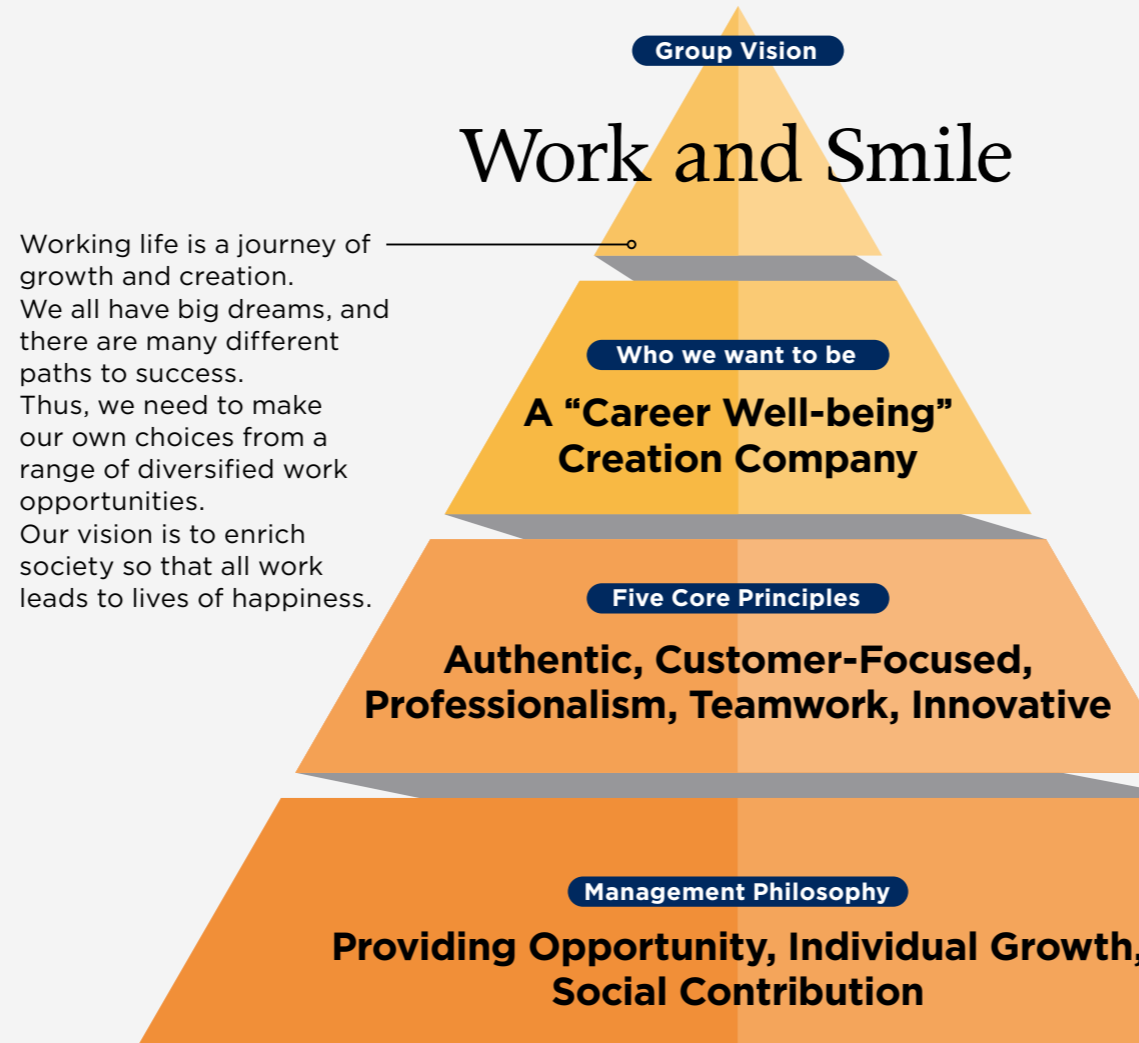 Group Vision
Work and Smile
Working life is a journey of
growth and creation.
We all have big dreams, and
there are many different
paths to success.
Thus, we need to make
our own choices from a
range of diversified work
opportunities.
Our vision is to enrich
society so that all work
leads to lives of happiness.
Who we want to be
A “Career Well-being”
Creation Company
Five Core Principles
Authentic, Customer-Focused,
Professionalism, Teamwork, Innovative
Management Philosophy
Providing Opportunity, Individual Growth,
Social Contribution